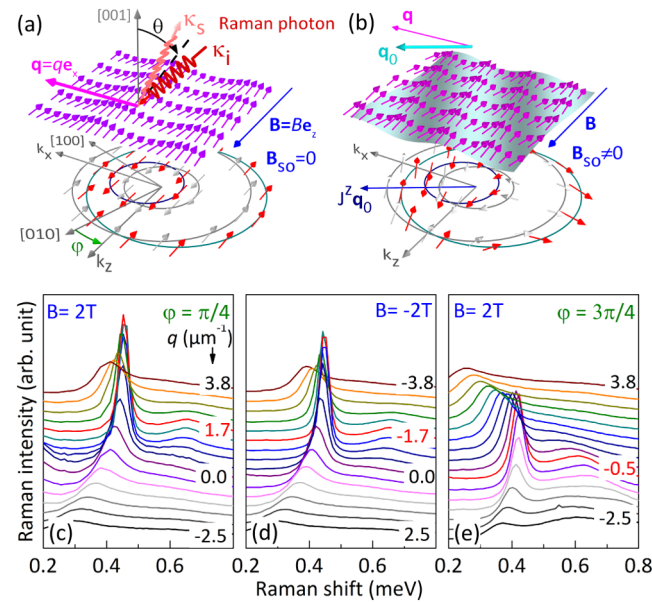 (a)
[001]
θ
κs
Raman photon
κi
q=qex
B=Bez
BSO=0
[100]
kx
[010]
φ
kz
(b)
q
q0
B
BSO≠0
kx
Jzq0
kz
Raman intensity (arb. unit)
B= 2T
φ = π/4
q (μm-1)
3.8
1.7
0.0
-2.5
(c)
B= -2T
-3.8
-1.7
0.0
2.5
(d)
B= 2T
φ = 3π/4
3.8
-0.5
-2.5
(e)
0.2 0.4 0.6 0.2 0.4 0.6 0.2 0.4 0.6 0.8
Raman shift (meV)